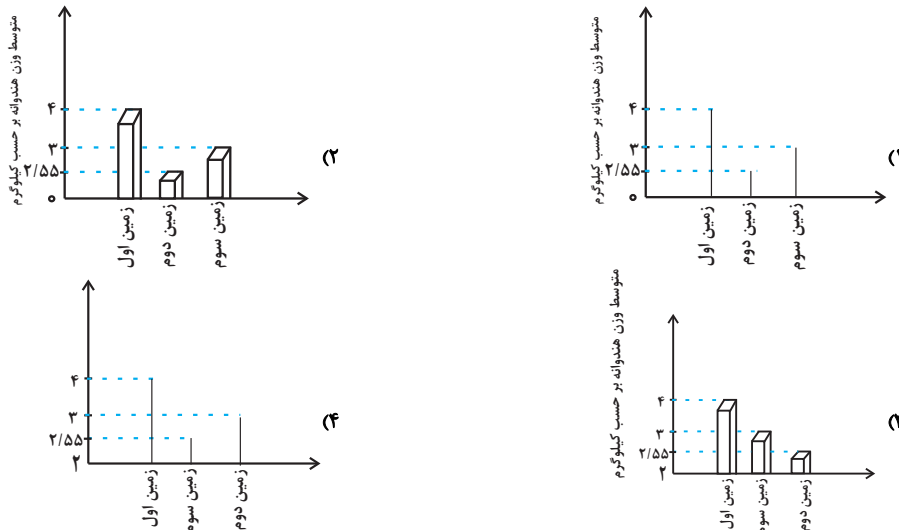 متوسط وزن هندوانه بر حسب کیلوگرم
۴
۳
۲/۵۵
۰
زمین اول
زمین دوم
زمین سوم
۲)
متوسط وزن هندوانه بر حسب کیلوگرم
۴
۳
۲/۵۵
۰
زمین اول
زمین دوم
زمین سوم
متوسط وزن هندوانه بر حسب کیلوگرم
۴
۳
۲/۵۵
۲
زمین اول
زمین سوم
زمین دوم
۴
۳
۲/۵۵
۲
زمین اول
زمین سوم
زمین دوم
۴)